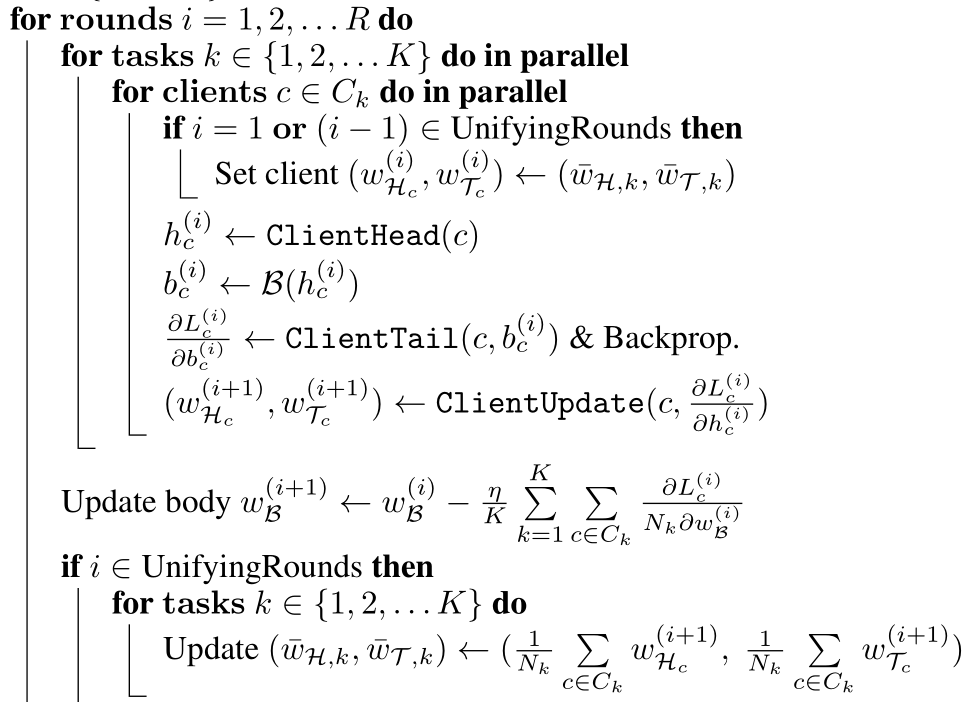 for rounds $i = 1, 2, \ldots R$ do
for tasks $k \in \{1, 2, \ldots K\}$ do in parallel
for clients $c \in C_k$ do in parallel
if $i = 1$ or $(i - 1) \in$ UnifyingRounds then
Set client $(w_{\mathcal{H}_c}^{(i)}, w_{\mathcal{T}_c}^{(i)}) \leftarrow (\bar{w}_{\mathcal{H},k}, \bar{w}_{\mathcal{T},k})$
$h_c^{(i)} \leftarrow$ ClientHead$(c)$
$b_c^{(i)} \leftarrow \mathcal{B}(h_c^{(i)})$
$\frac{\partial L_c^{(i)}}{\partial b_c^{(i)}} \leftarrow$ ClientTail$(c, b_c^{(i)})$ & Backprop.
$(w_{\mathcal{H}_c}^{(i+1)}, w_{\mathcal{T}_c}^{(i+1)}) \leftarrow$ ClientUpdate$(c, \frac{\partial L_c^{(i)}}{\partial h_c^{(i)}})$
Update body $w_{\mathcal{B}}^{(i+1)} \leftarrow w_{\mathcal{B}}^{(i)} - \frac{\eta}{K} \sum_{k=1}^{K} \sum_{c \in C_k} \frac{\partial L_c^{(i)}}{N_k \partial w_{\mathcal{B}}^{(i)}}$
if $i \in$ UnifyingRounds then
for tasks $k \in \{1, 2, \ldots K\}$ do
Update $(\bar{w}_{\mathcal{H},k}, \bar{w}_{\mathcal{T},k}) \leftarrow (\frac{1}{N_k} \sum_{c \in C_k} w_{\mathcal{H}_c}^{(i+1)}, \frac{1}{N_k} \sum_{c \in C_k} w_{\mathcal{T}_c}^{(i+1)})$